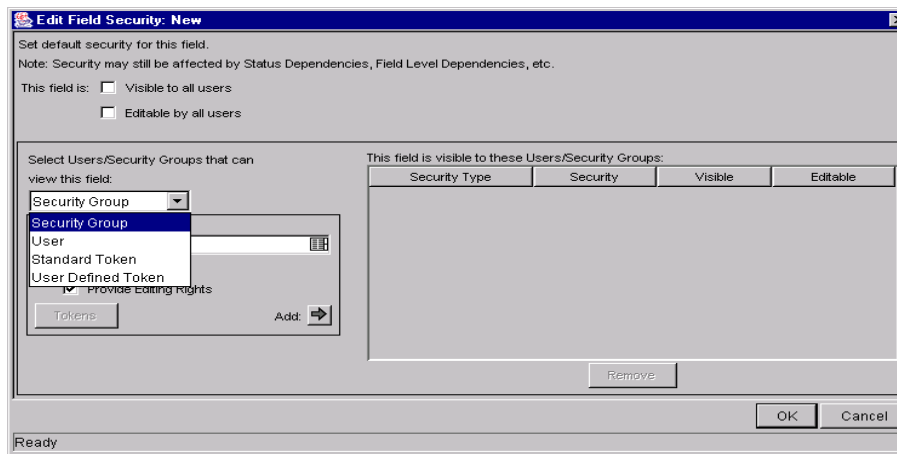 Edit Field Security: New
Set default security for this field.
Note: Security may still be affected by Status Dependencies, Field Level Dependencies, etc.
This field is: Visible to all users
Editable by all users
Select Users/Security Groups that can
view this field:
This field is visible to these Users/Security Groups:
Security Type Security Visible Editable
Security Group
Security Group
User
Standard Token
User Defined Token
Provide Editing Rights
Tokens
Add:
Remove
OK Cancel
Ready